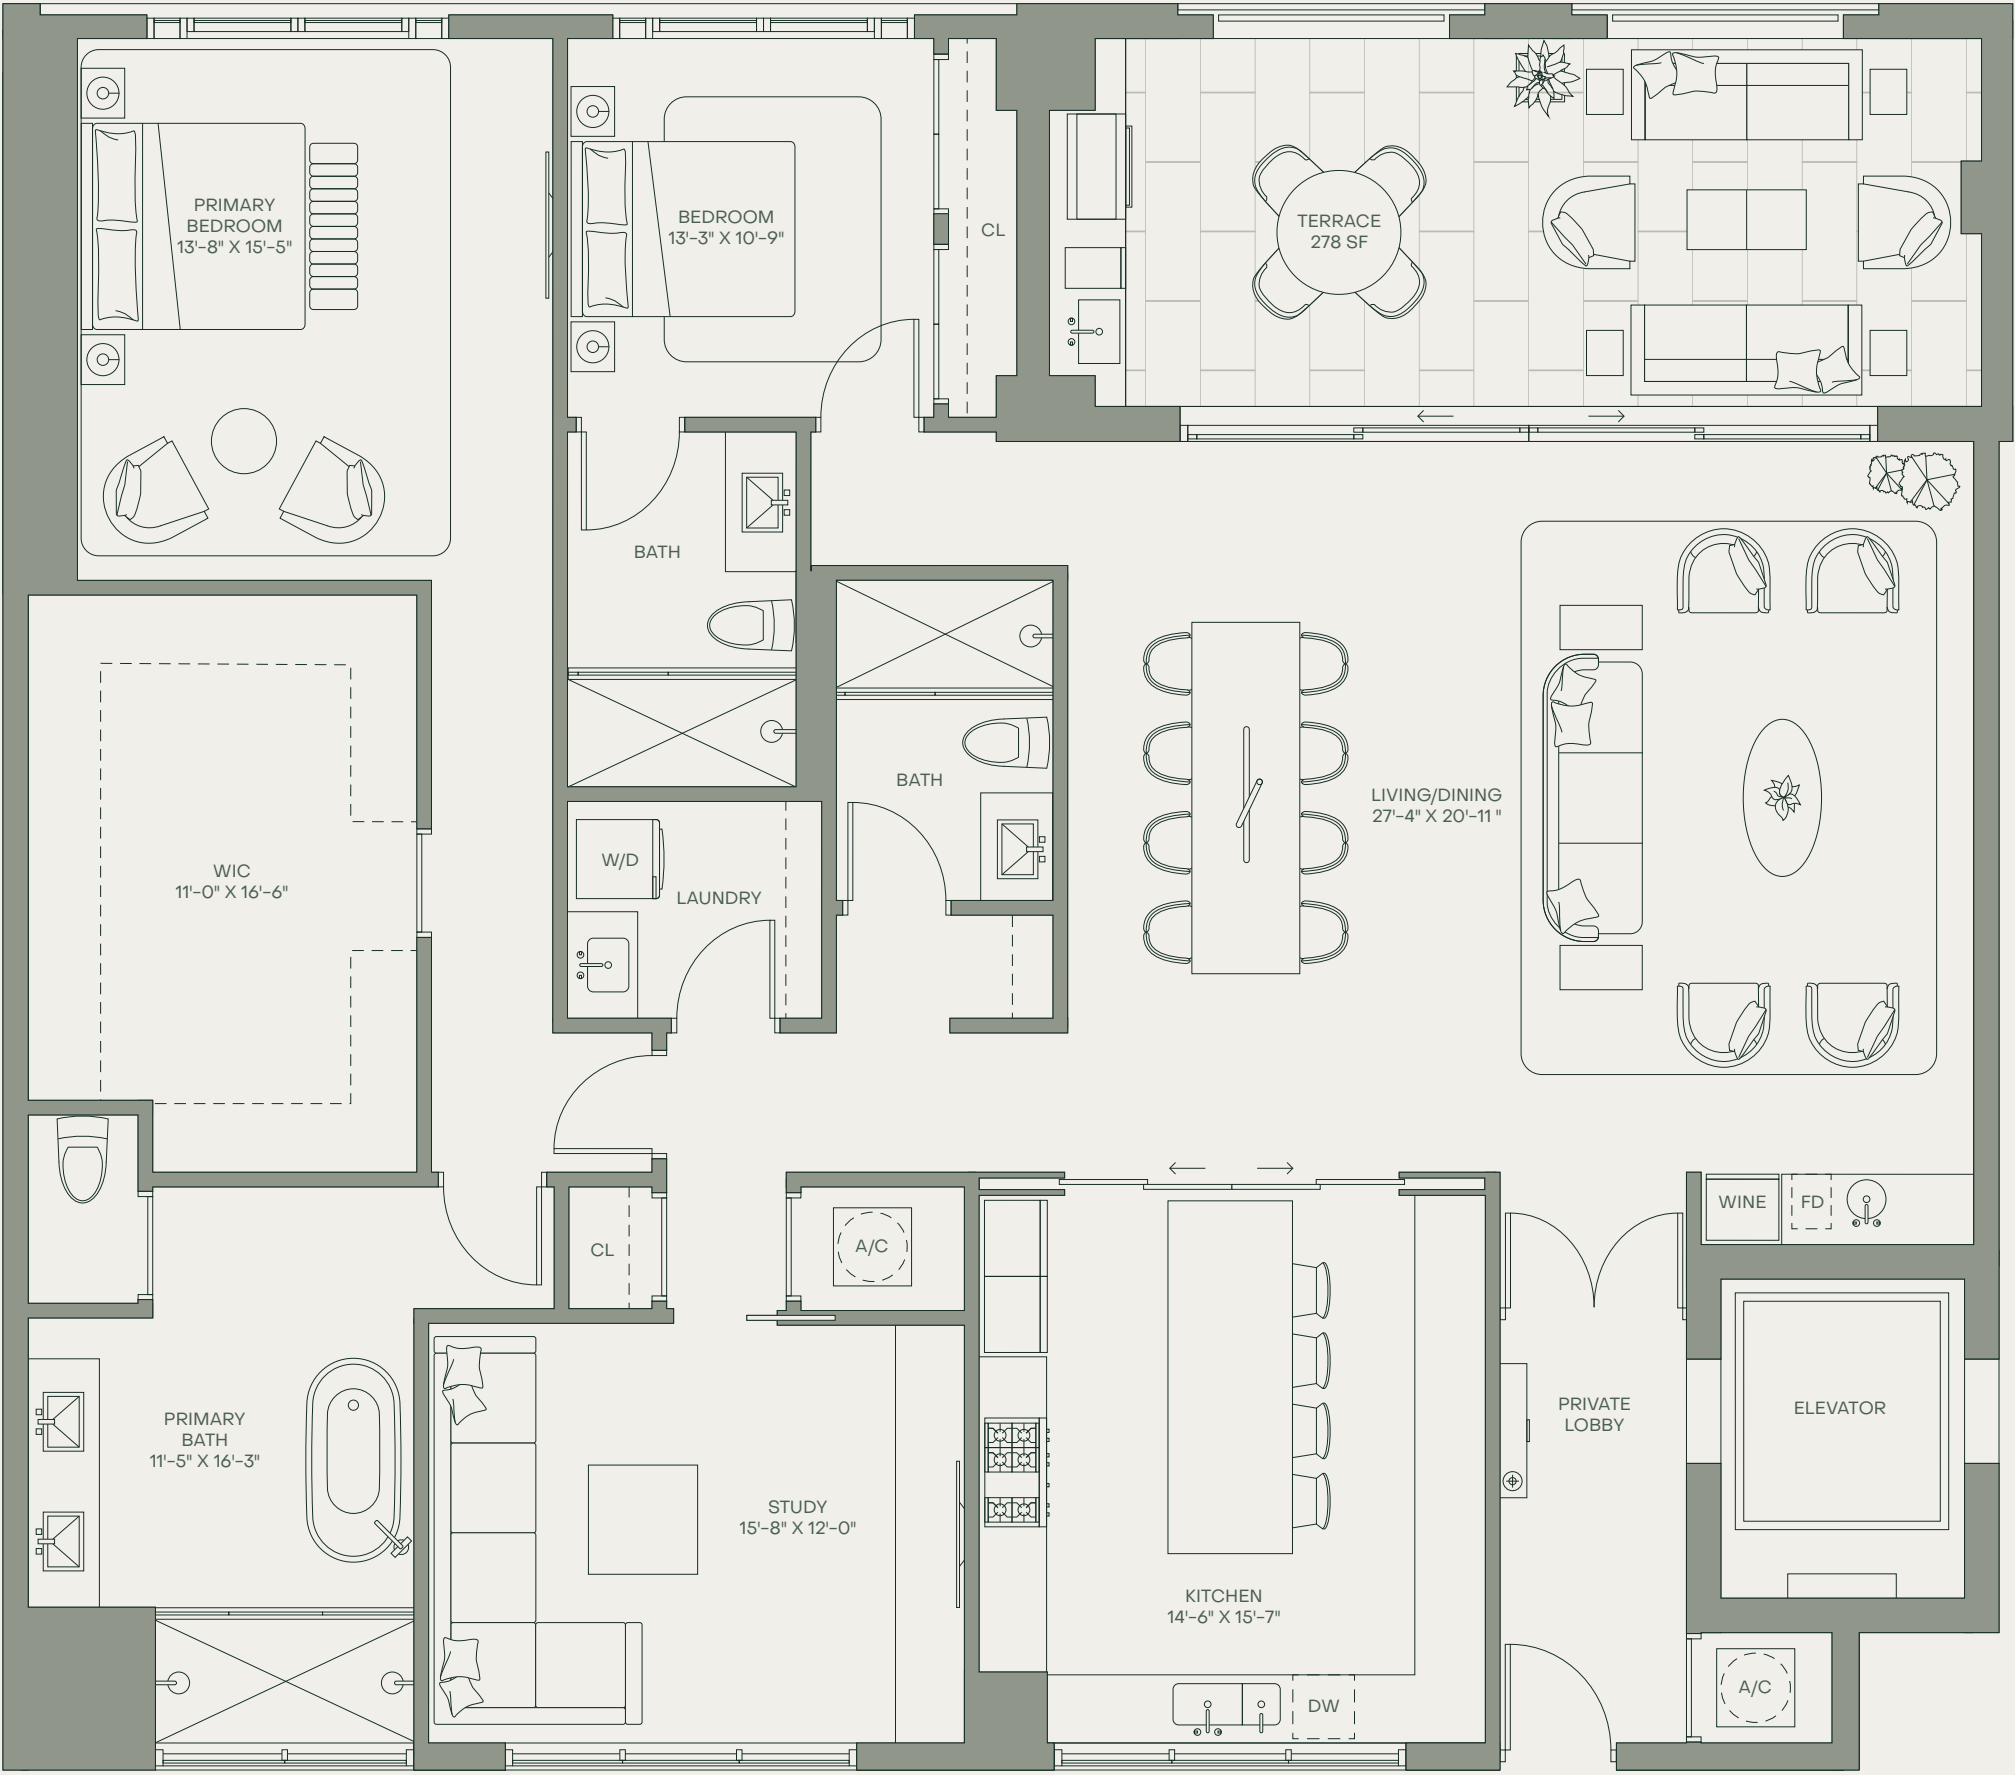 PRIMARY
BEDROOM
13'-8" X 15'-5"
BEDROOM
13'-3" X 10'-9"
CL
TERRACE
278 SF
BATH
BATH
LIVING/DINING
27'-4" X 20'-11 "
WIC
11'-0" X 16'-6"
W/D
LAUNDRY
WINE
FD
CL
A/C
PRIMARY
BATH
11'-5" X 16'-3"
STUDY
15'-8" X 12'-0"
KITCHEN
14'-6" X 15'-7"
DW
PRIVATE
LOBBY
ELEVATOR
A/C